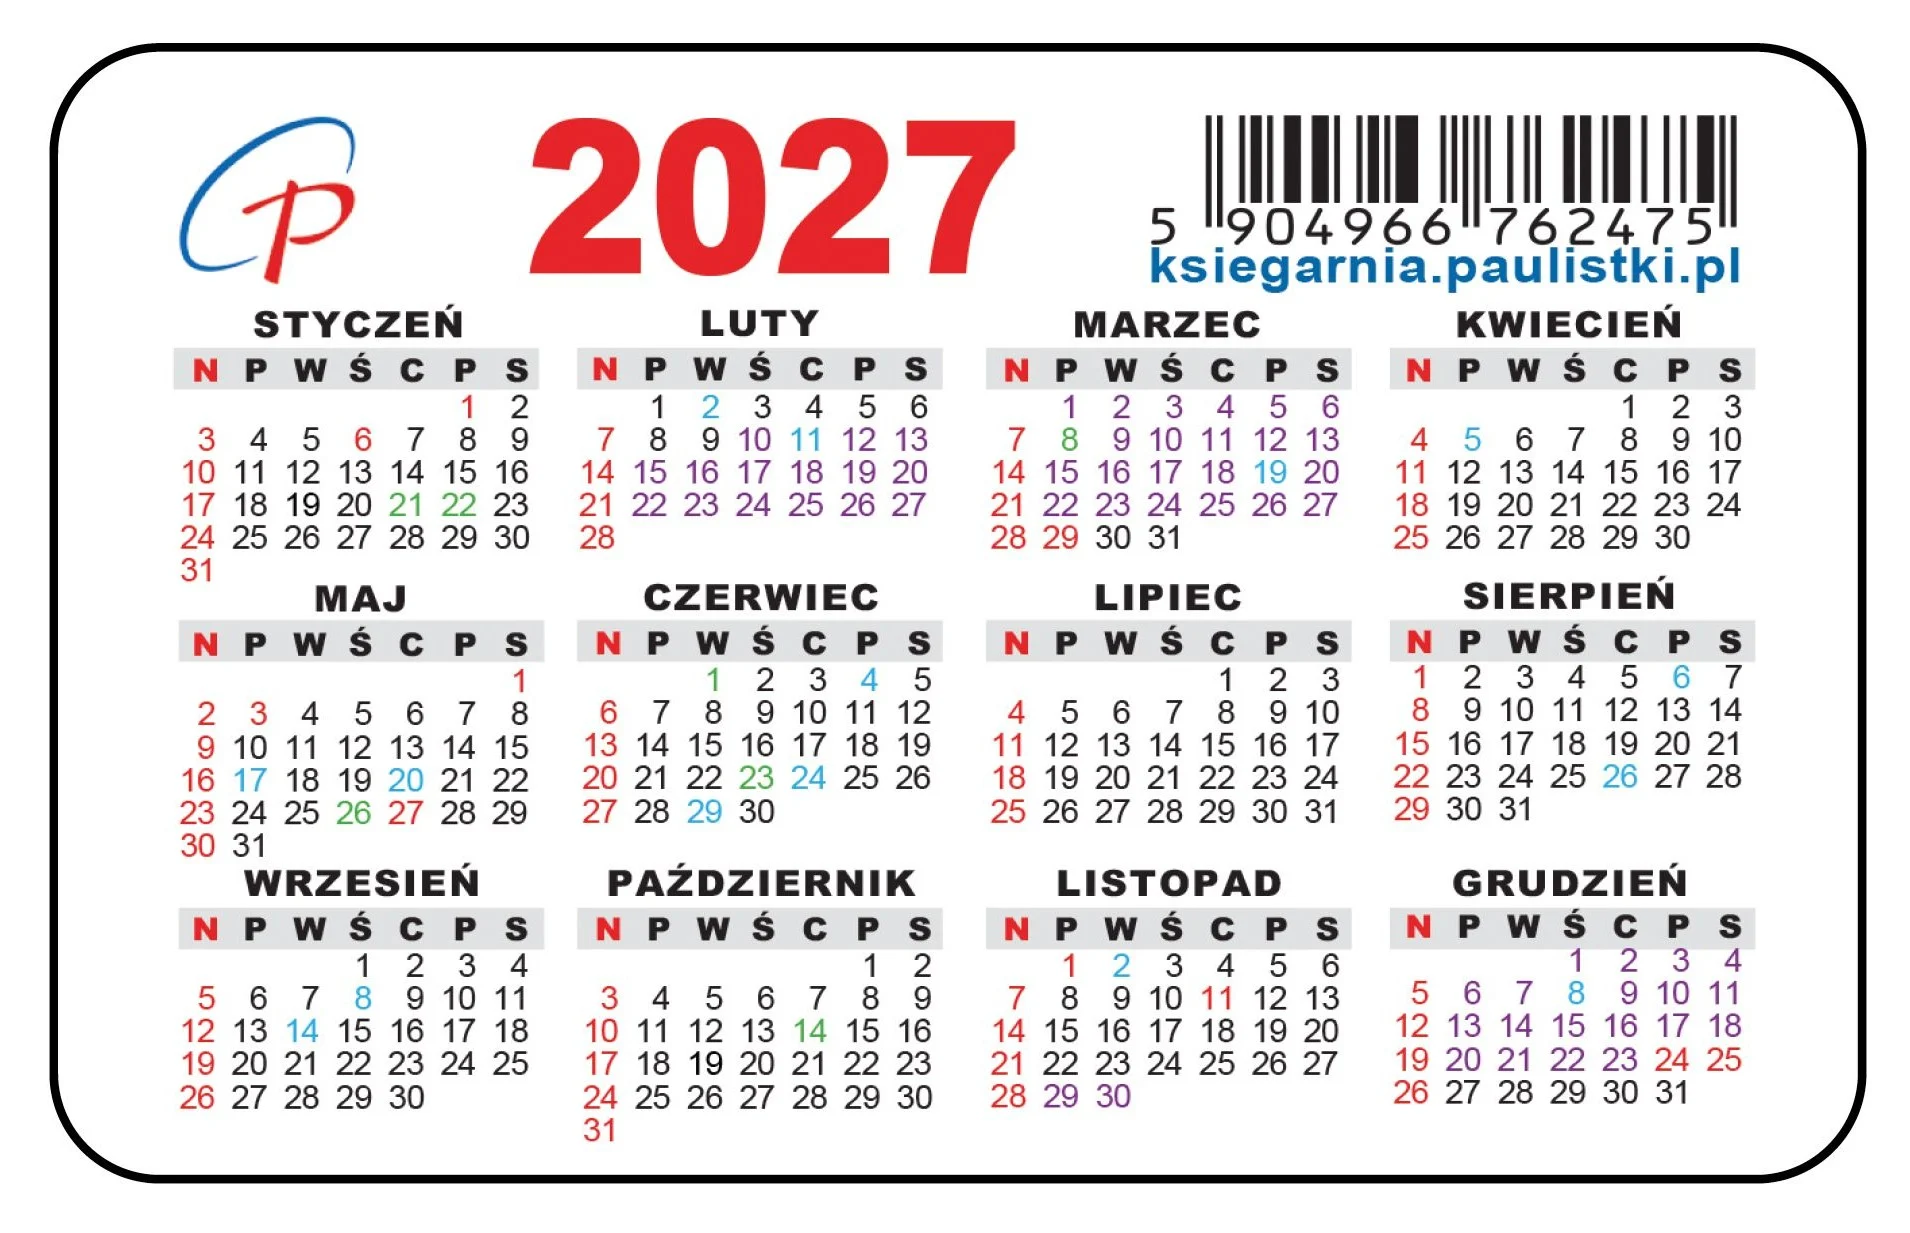 CP
2027
5 904966 762475
ksiegarnia.paulistki.pl
STYCZEŃ
N P W Ś C P S
1 2
3 4 5 6 7 8 9
10 11 12 13 14 15 16
17 18 19 20 21 22 23
24 25 26 27 28 29 30
31
LUTY
N P W Ś C P S
1 2 3 4 5 6
7 8 9 10 11 12 13
14 15 16 17 18 19 20
21 22 23 24 25 26 27
28
MARZEC
N P W Ś C P S
1 2 3 4 5 6
7 8 9 10 11 12 13
14 15 16 17 18 19 20
21 22 23 24 25 26 27
28 29 30 31
KWIECIEŃ
N P W Ś C P S
1 2 3
4 5 6 7 8 9 10
11 12 13 14 15 16 17
18 19 20 21 22 23 24
25 26 27 28 29 30
MAJ
N P W Ś C P S
1
2 3 4 5 6 7 8
9 10 11 12 13 14 15
16 17 18 19 20 21 22
23 24 25 26 27 28 29
30 31
CZERWIEC
N P W Ś C P S
1 2 3 4 5
6 7 8 9 10 11 12
13 14 15 16 17 18 19
20 21 22 23 24 25 26
27 28 29 30
LIPIEC
N P W Ś C P S
1 2 3
4 5 6 7 8 9 10
11 12 13 14 15 16 17
18 19 20 21 22 23 24
25 26 27 28 29 30 31
SIERPIEŃ
N P W Ś C P S
1 2 3 4 5 6 7
8 9 10 11 12 13 14
15 16 17 18 19 20 21
22 23 24 25 26 27 28
29 30 31
WRZESIEŃ
N P W Ś C P S
1 2 3 4
5 6 7 8 9 10 11
12 13 14 15 16 17 18
19 20 21 22 23 24 25
26 27 28 29 30
PAŹDZIERNIK
N P W Ś C P S
1 2
3 4 5 6 7 8 9
10 11 12 13 14 15 16
17 18 19 20 21 22 23
24 25 26 27 28 29 30
31
LISTOPAD
N P W Ś C P S
1 2 3 4 5 6
7 8 9 10 11 12 13
14 15 16 17 18 19 20
21 22 23 24 25 26 27
28 29 30
GRUDZIEŃ
N P W Ś C P S
1 2 3 4
5 6 7 8 9 10 11
12 13 14 15 16 17 18
19 20 21 22 23 24 25
26 27 28 29 30 31